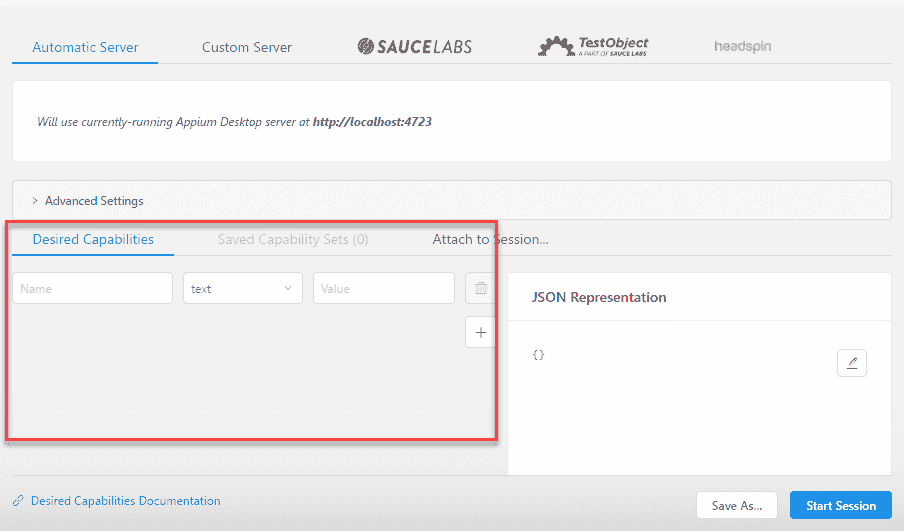 Automatic Server
Custom Server
SAUCELABS
TestObject
A PART OF SAUCE LABS
headspin
Will use currently-running Appium Desktop server at http://localhost:4723
> Advanced Settings
Desired Capabilities
Saved Capability Sets (0)
Attach to Session...
Name
text
Value
+
JSON Representation
{}
Desired Capabilities Documentation
Save As...
Start Session